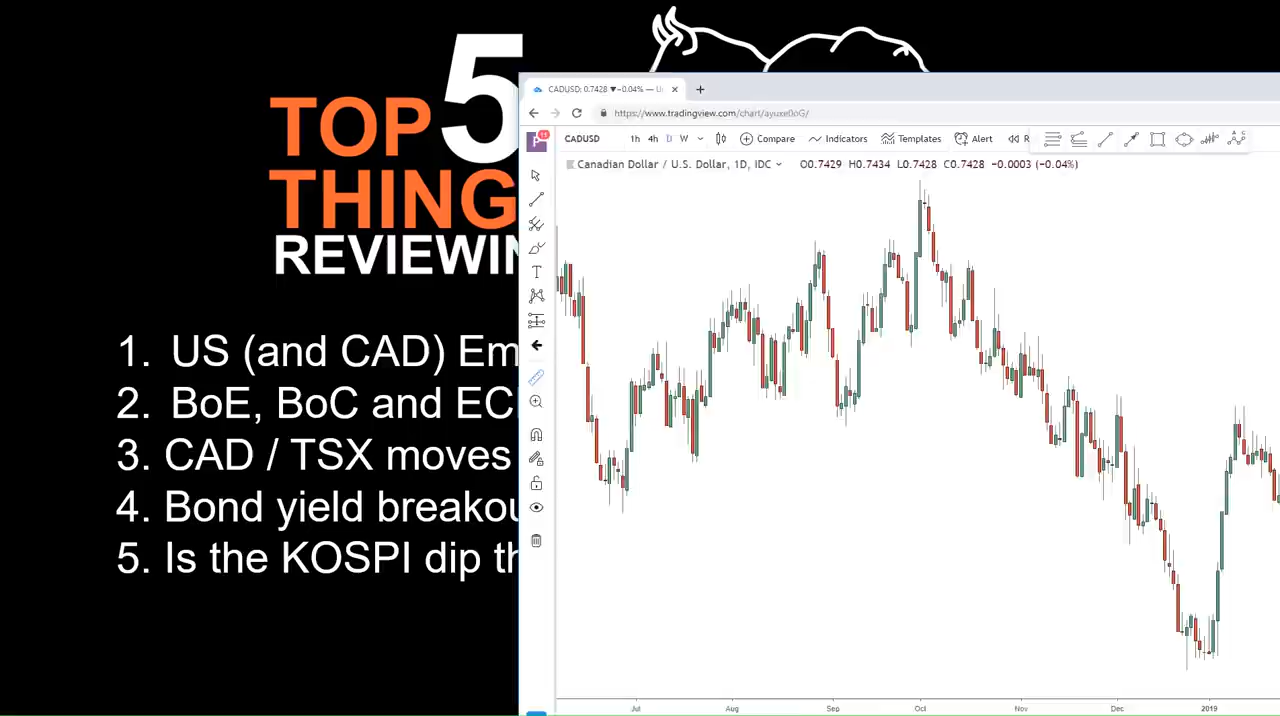 TOP 5
THING
REVIEWIN
1. US (and CAD) Em
2. BoE, BoC and EC
3. CAD / TSX moves
4. Bond yield breakou
5. Is the KOSPI dip th
CADUSD: 0.7428 ▼−0.04% —
https://www.tradingview.com/chart/ayuxe0oG/
CADUSD 1h 4h D W Compare Indicators Templates Alert R
Canadian Dollar / U.S. Dollar, 1D, IDC O0.7429 H0.7434 L0.7428 C0.7428 −0.0003 (−0.04%)
Jul Aug Sep Oct Nov Dec 2019